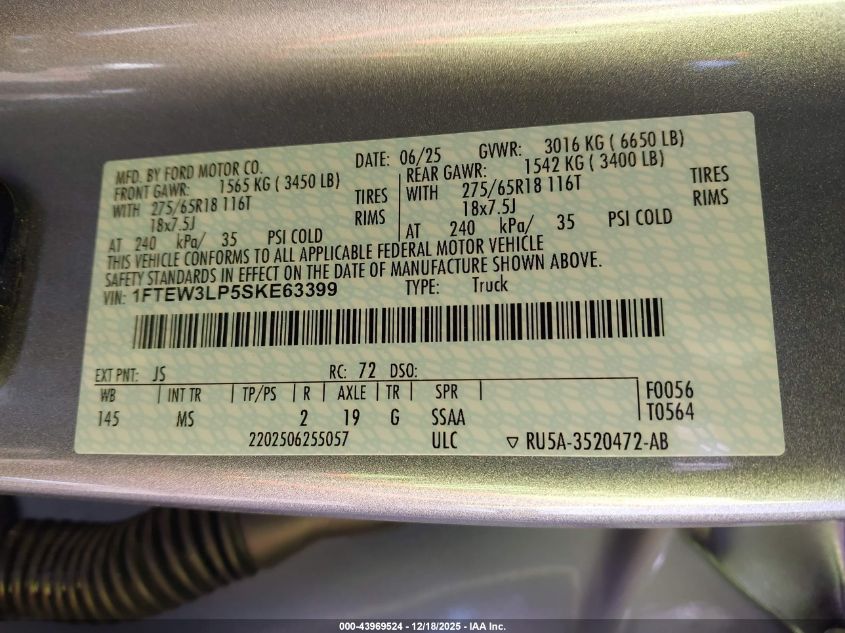 MFD. BY FORD MOTOR CO. DATE: 06/25 GVWR: 3016 KG ( 6650 LB)
FRONT GAWR: 1565 KG ( 3450 LB) REAR GAWR: 1542 KG ( 3400 LB)
WITH 275/65R18 116T TIRES WITH 275/65R18 116T TIRES
18x7.5J RIMS 18x7.5J RIMS
AT 240 kPa/ 35 PSI COLD AT 240 kPa/ 35 PSI COLD
THIS VEHICLE CONFORMS TO ALL APPLICABLE FEDERAL MOTOR VEHICLE
SAFETY STANDARDS IN EFFECT ON THE DATE OF MANUFACTURE SHOWN ABOVE.
VIN: 1FTEW3LP5SKE63399 TYPE: Truck
EXT PNT: JS RC: 72 DSO:
WB INT TR TP/PS R AXLE TR SPR F0056
145 MS 2 19 G SSAA T0564
2202506255057 ULC ▽ RU5A-3520472-AB
000-43969524 - 12/18/2025 - IAA Inc.